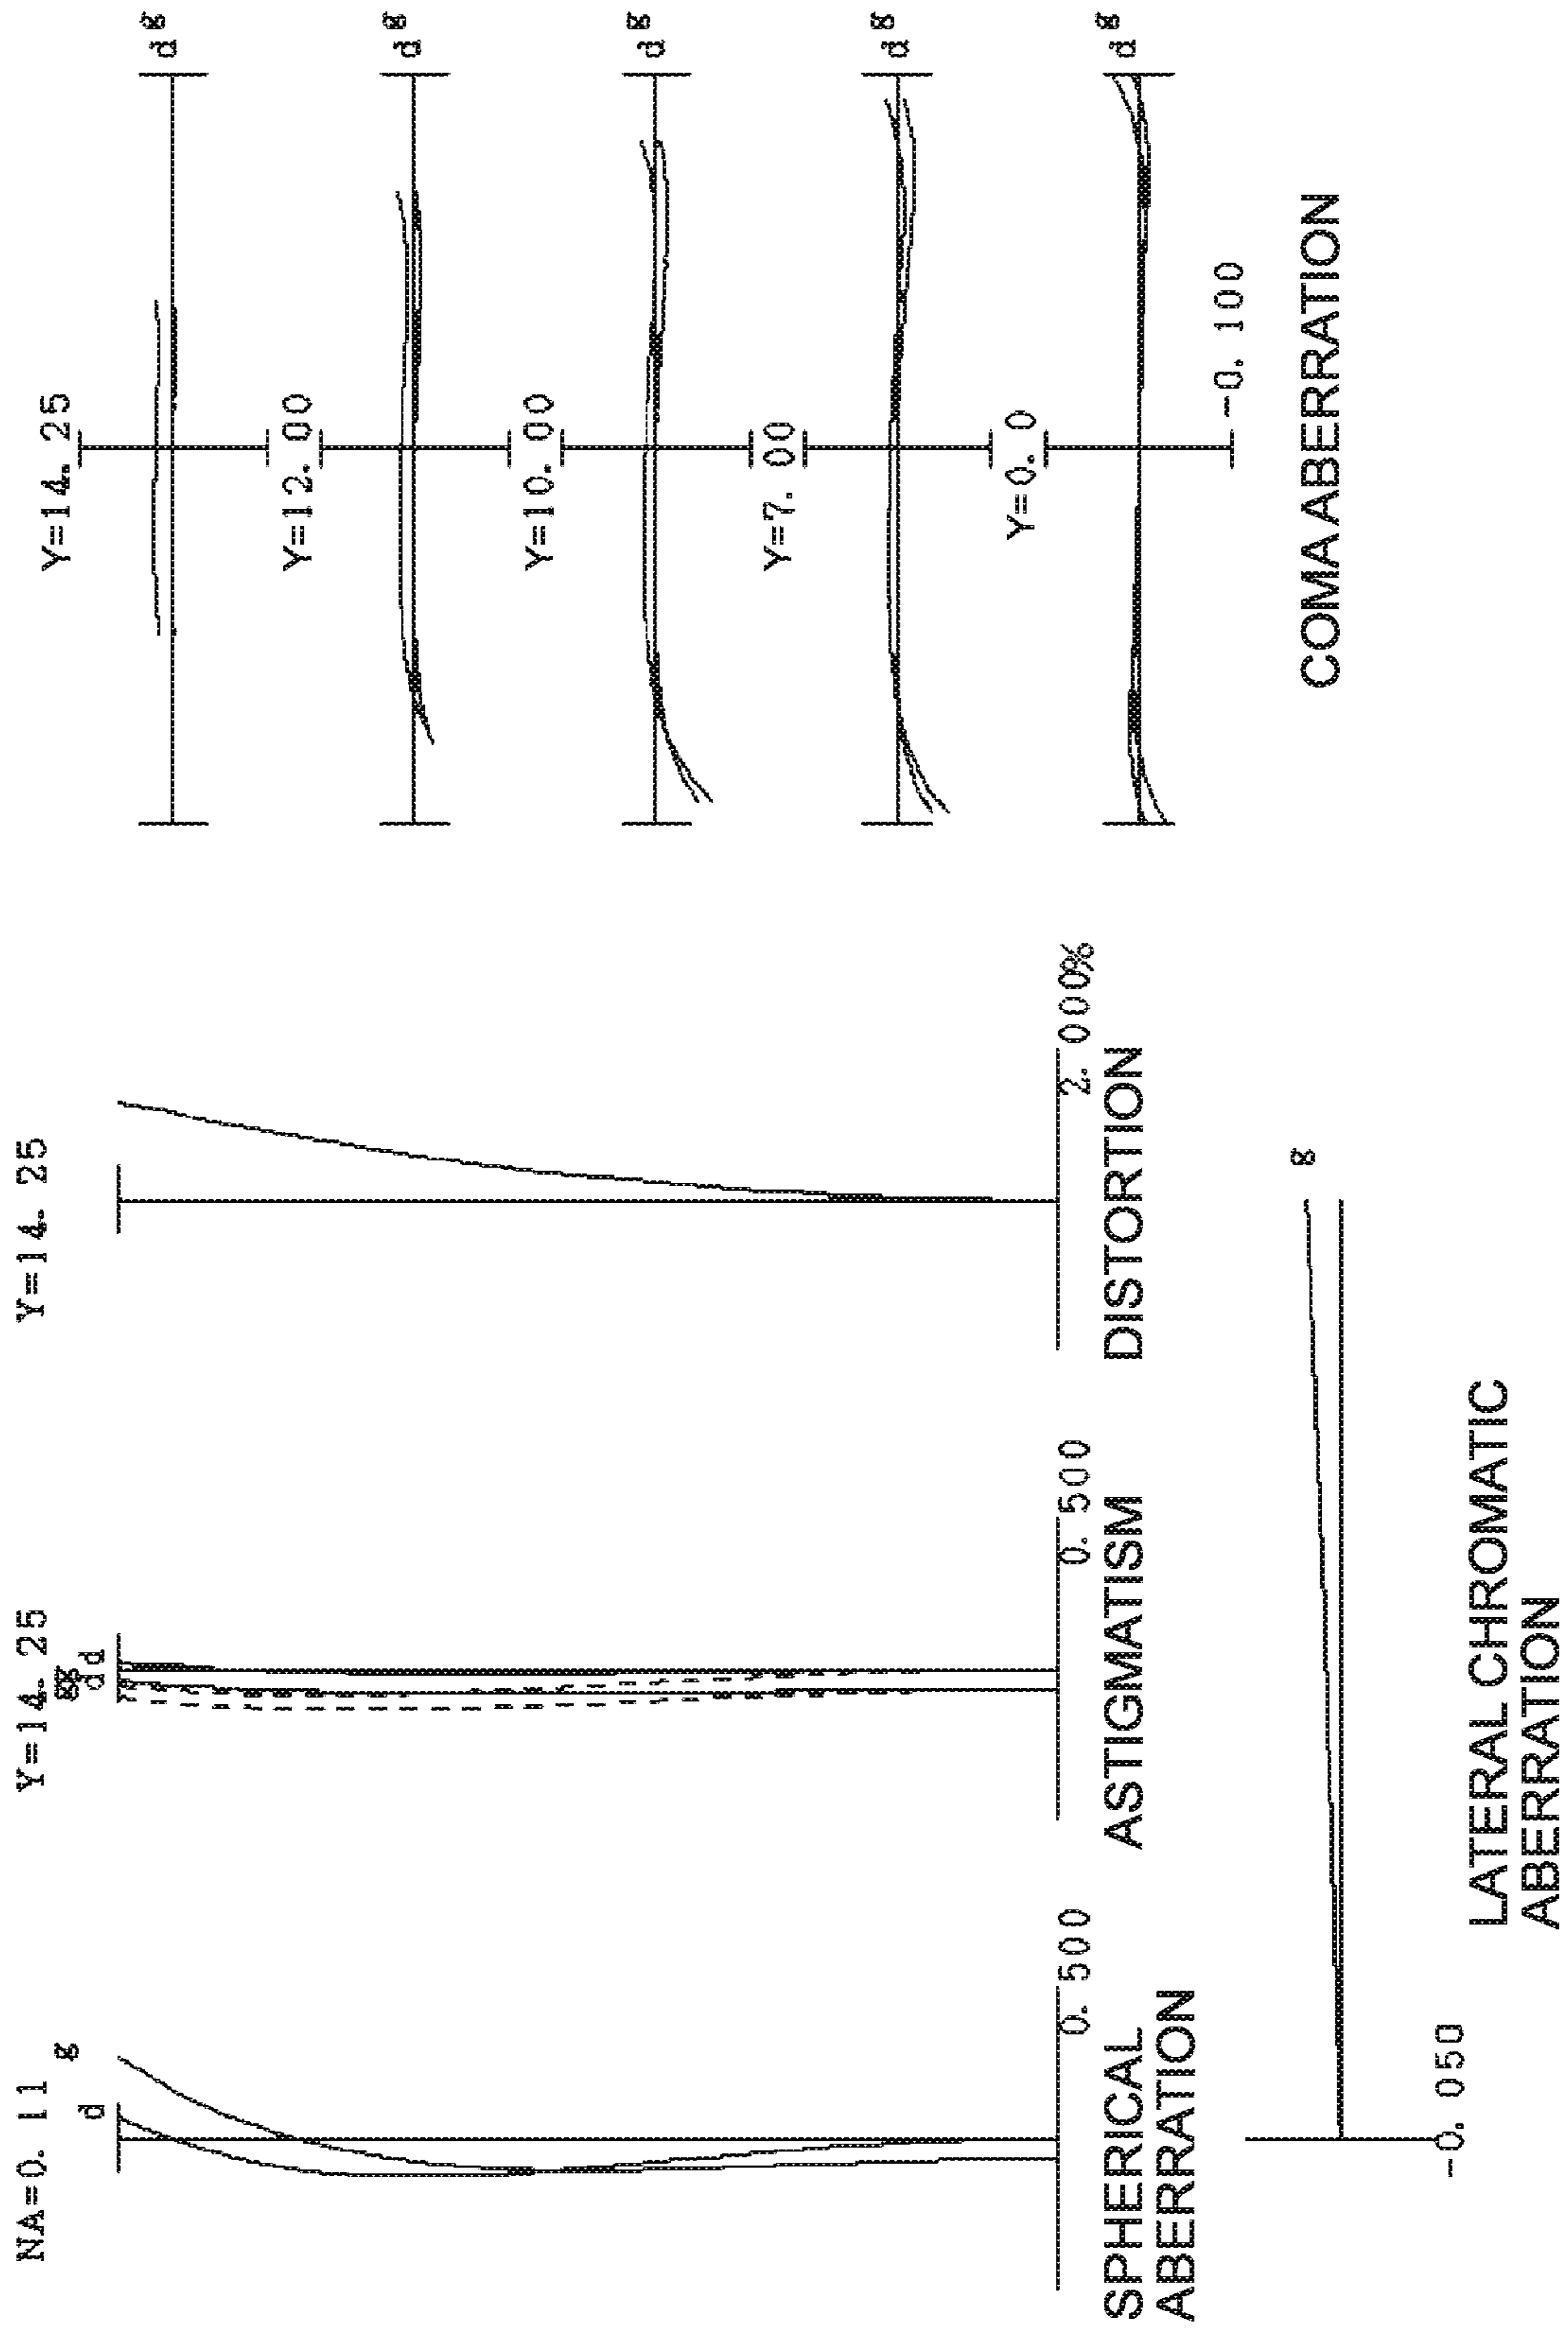 NA=0. 11
d
g
0. 500
SPHERICAL
ABERRATION
Y=14. 25
g g
d d
0. 500
ASTIGMATISM
Y=14. 25
2. 000%
DISTORTION
g
-0. 050
LATERAL CHROMATIC
ABERRATION
Y=14. 25
d g
Y=12. 00
d g
Y=10. 00
d g
Y=7. 00
d g
Y=0. 0
d g
-0. 100
COMA ABERRATION